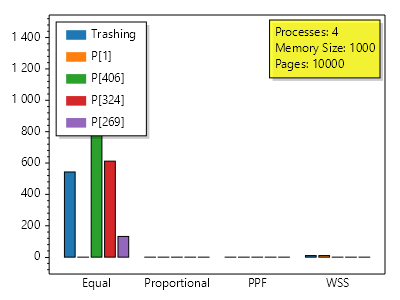 1 400
1 200
1 000
800
600
400
200
0
Trashing
P[1]
P[406]
P[324]
P[269]
Processes: 4
Memory Size: 1000
Pages: 10000
Equal Proportional PPF WSS